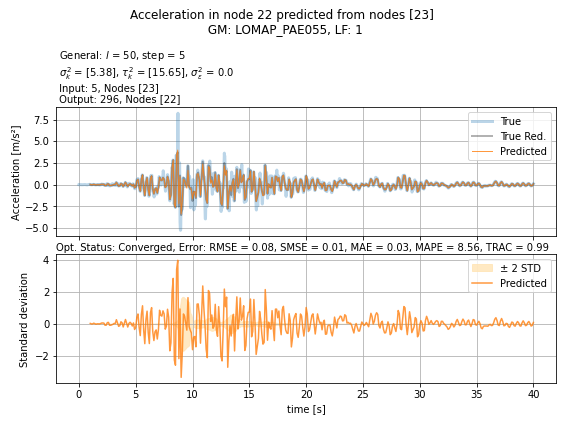 Acceleration in node 22 predicted from nodes [23]
GM: LOMAP_PAE055, LF: 1
General: l = 50, step = 5
σ²ₖ = [5.38], τ²ₖ = [15.65], σ²ε = 0.0
Input: 5, Nodes [23]
Output: 296, Nodes [22]
Acceleration [m/s²]
7.5
5.0
2.5
0.0
−2.5
−5.0
True
True Red.
Predicted
Opt. Status: Converged, Error: RMSE = 0.08, SMSE = 0.01, MAE = 0.03, MAPE = 8.56, TRAC = 0.99
Standard deviation
4
2
0
−2
± 2 STD
Predicted
0 5 10 15 20 25 30 35 40
time [s]